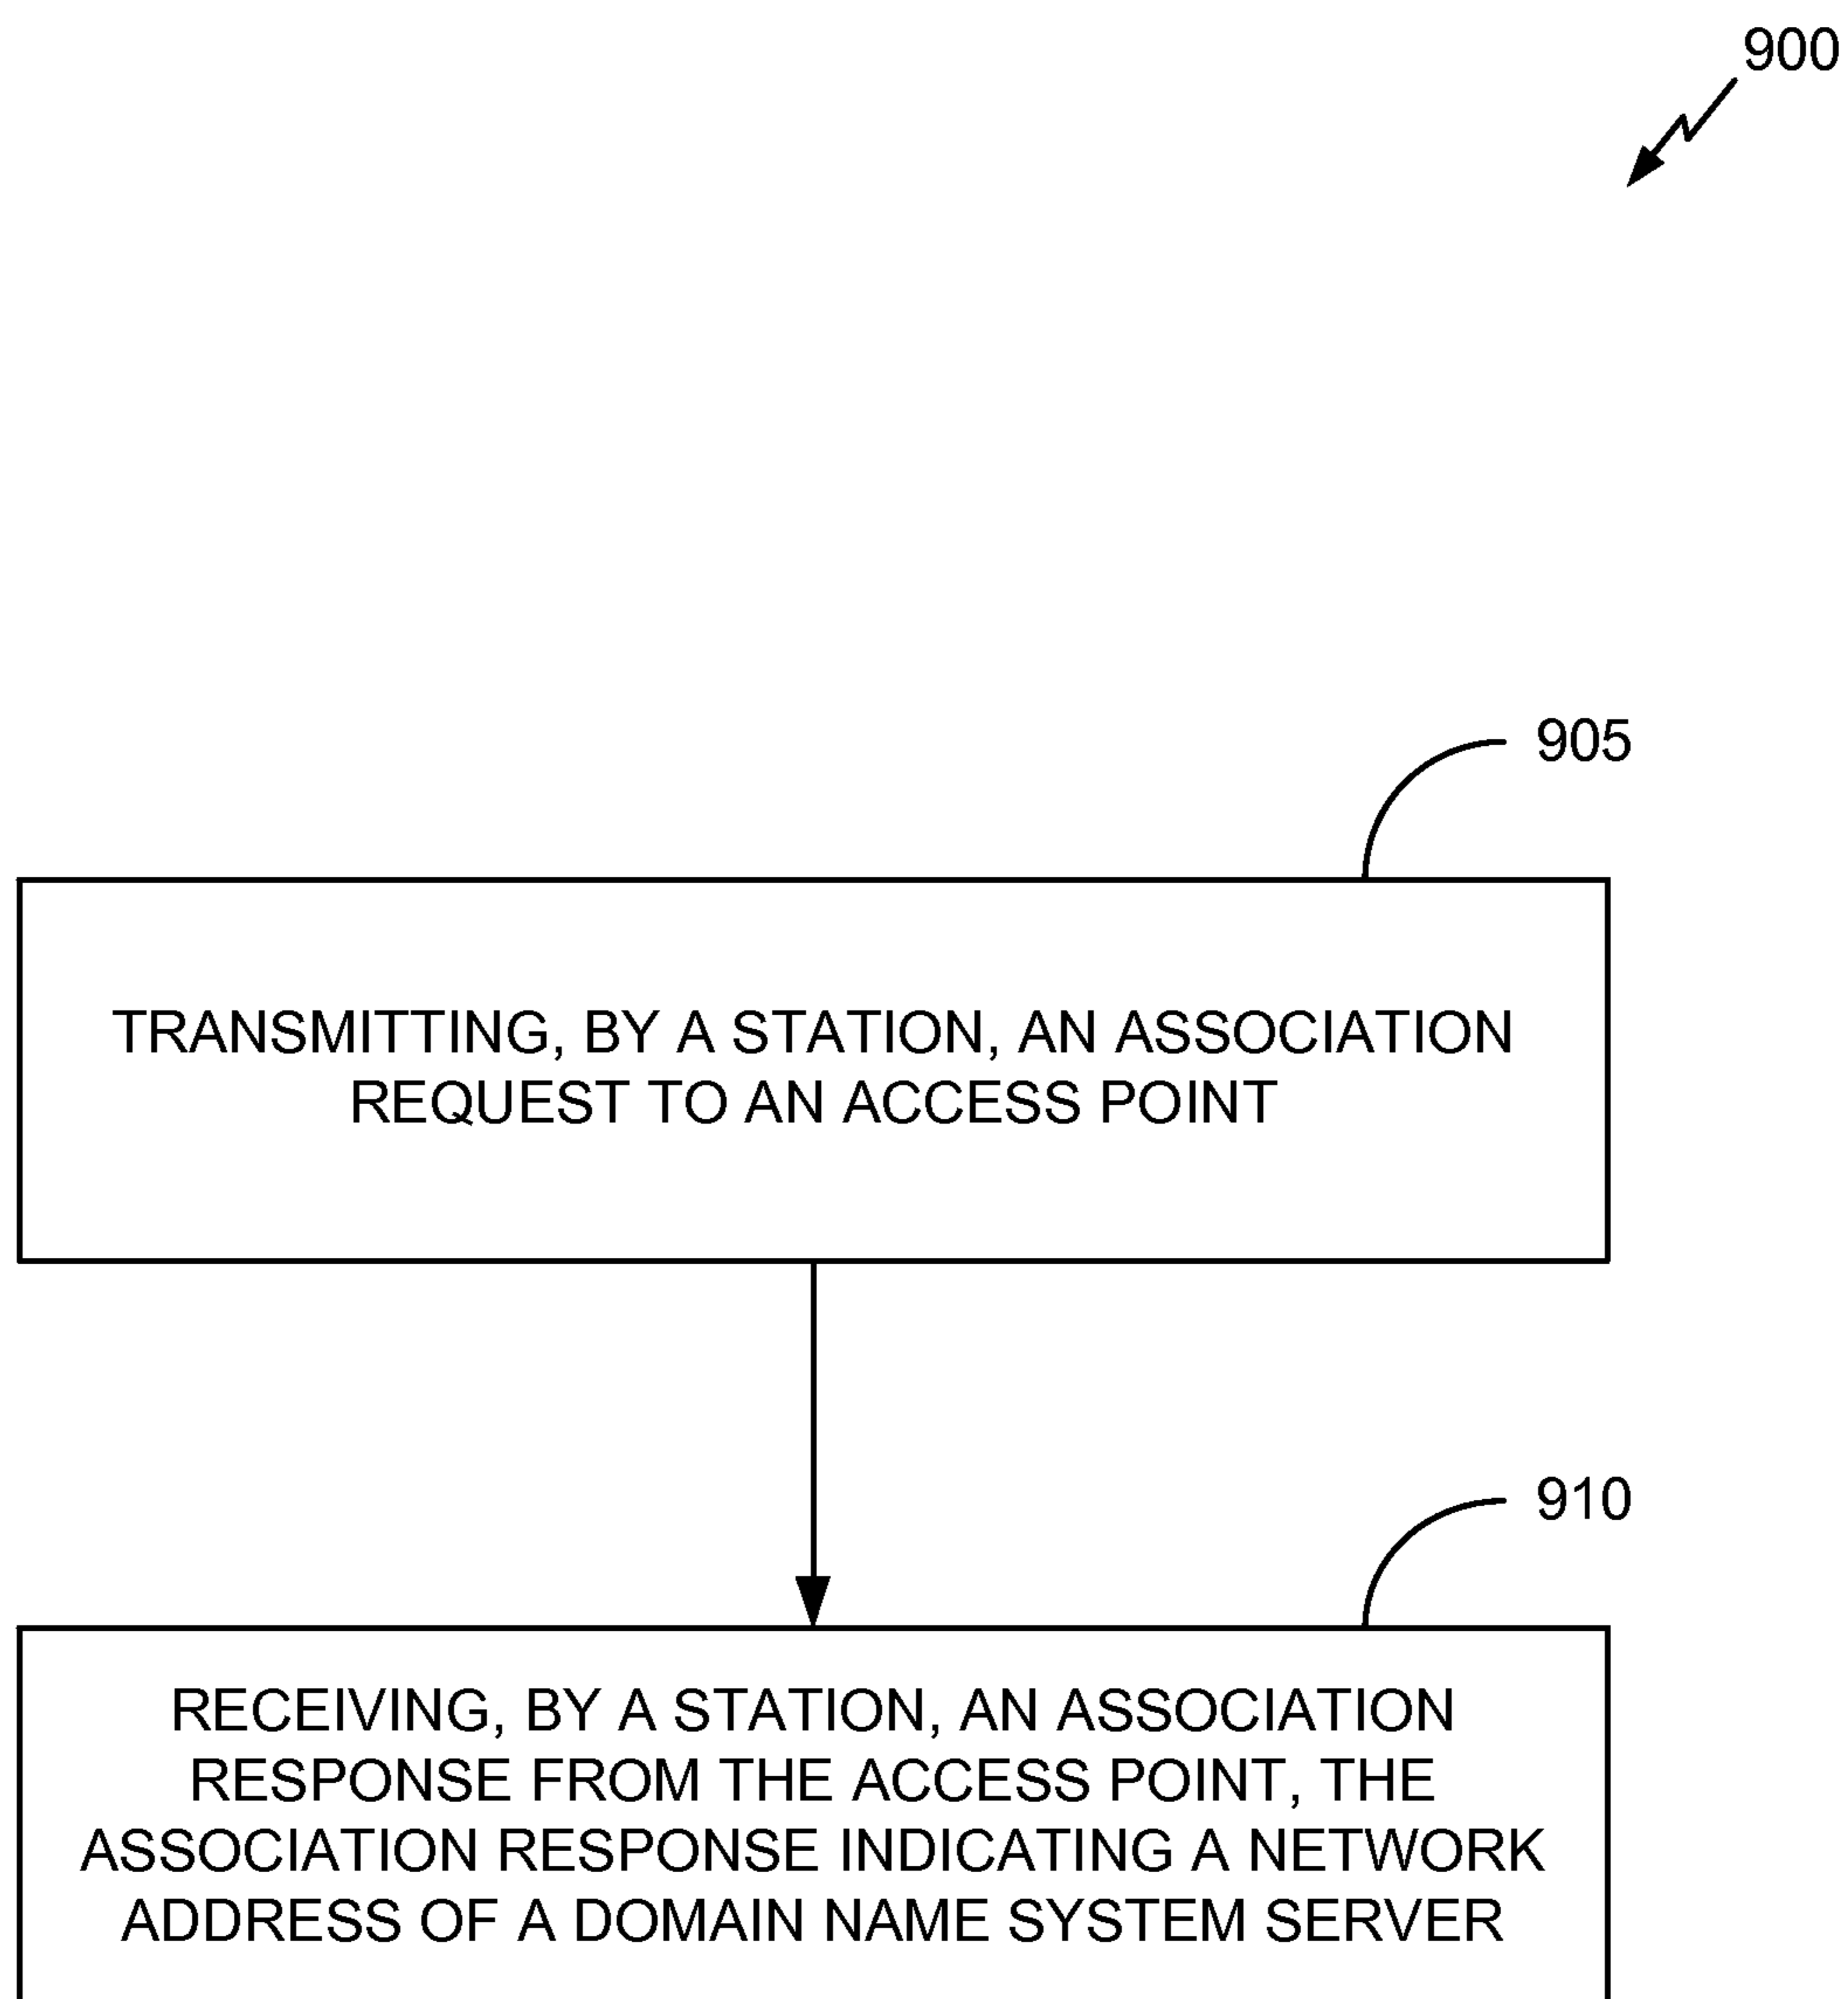 900
905
TRANSMITTING, BY A STATION, AN ASSOCIATION
REQUEST TO AN ACCESS POINT
910
RECEIVING, BY A STATION, AN ASSOCIATION
RESPONSE FROM THE ACCESS POINT, THE
ASSOCIATION RESPONSE INDICATING A NETWORK
ADDRESS OF A DOMAIN NAME SYSTEM SERVER